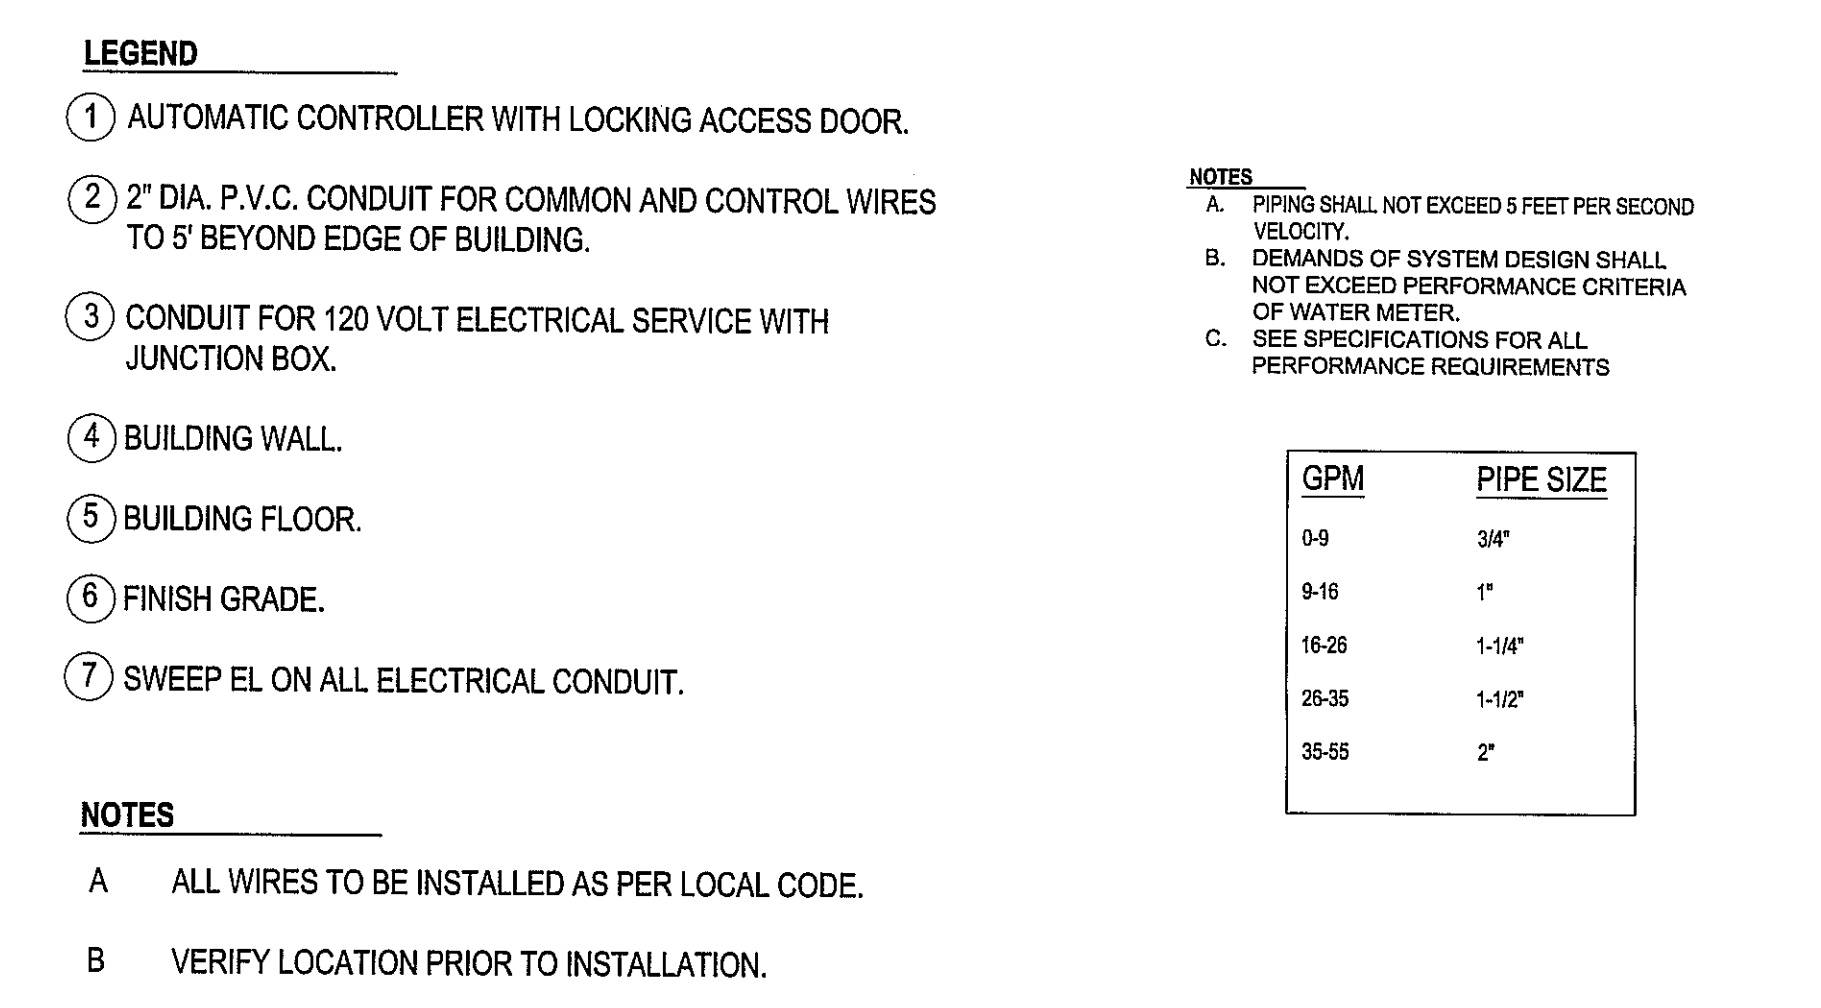 LEGEND
1 AUTOMATIC CONTROLLER WITH LOCKING ACCESS DOOR.
2 2" DIA. P.V.C. CONDUIT FOR COMMON AND CONTROL WIRES
TO 5' BEYOND EDGE OF BUILDING.
3 CONDUIT FOR 120 VOLT ELECTRICAL SERVICE WITH
JUNCTION BOX.
4 BUILDING WALL.
5 BUILDING FLOOR.
6 FINISH GRADE.
7 SWEEP EL ON ALL ELECTRICAL CONDUIT.
NOTES
A ALL WIRES TO BE INSTALLED AS PER LOCAL CODE.
B VERIFY LOCATION PRIOR TO INSTALLATION.
NOTES
A. PIPING SHALL NOT EXCEED 5 FEET PER SECOND
VELOCITY.
B. DEMANDS OF SYSTEM DESIGN SHALL
NOT EXCEED PERFORMANCE CRITERIA
OF WATER METER.
C. SEE SPECIFICATIONS FOR ALL
PERFORMANCE REQUIREMENTS
GPM PIPE SIZE
0-9 3/4"
9-16 1"
16-26 1-1/4"
26-35 1-1/2"
35-55 2"